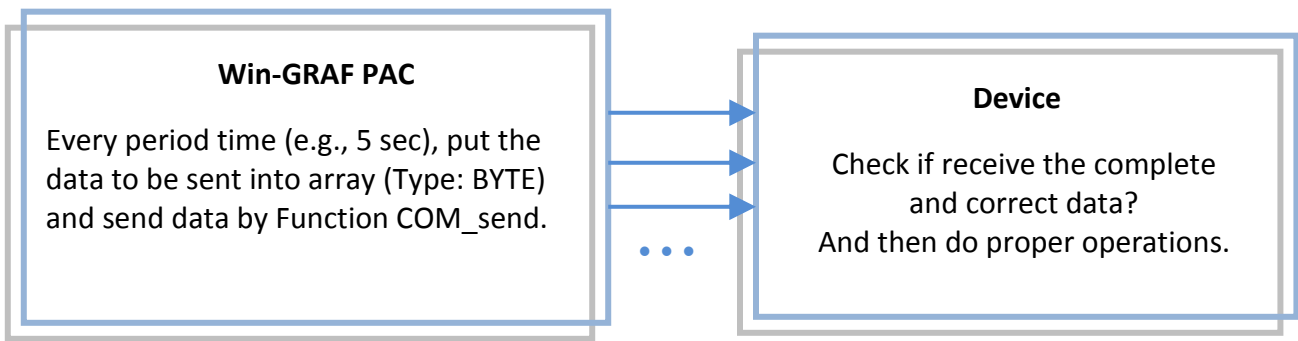 Win-GRAF PAC
Every period time (e.g., 5 sec), put the
data to be sent into array (Type: BYTE)
and send data by Function COM_send.
Device
Check if receive the complete
and correct data?
And then do proper operations.